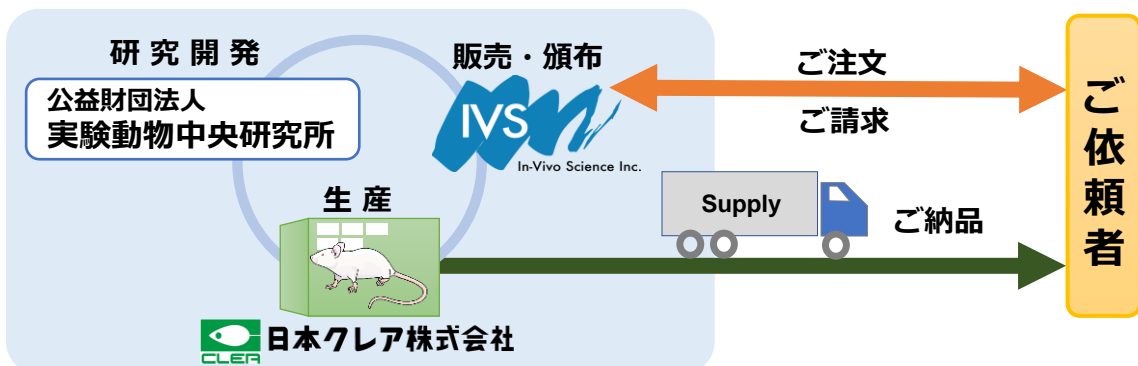 研究開発
公益財団法人
実験動物中央研究所
販売・頒布
IVS
In-Vivo Science Inc.
ご注文
ご請求
生産
Supply
ご納品
CLEA
日本クレア株式会社
ご依頼者